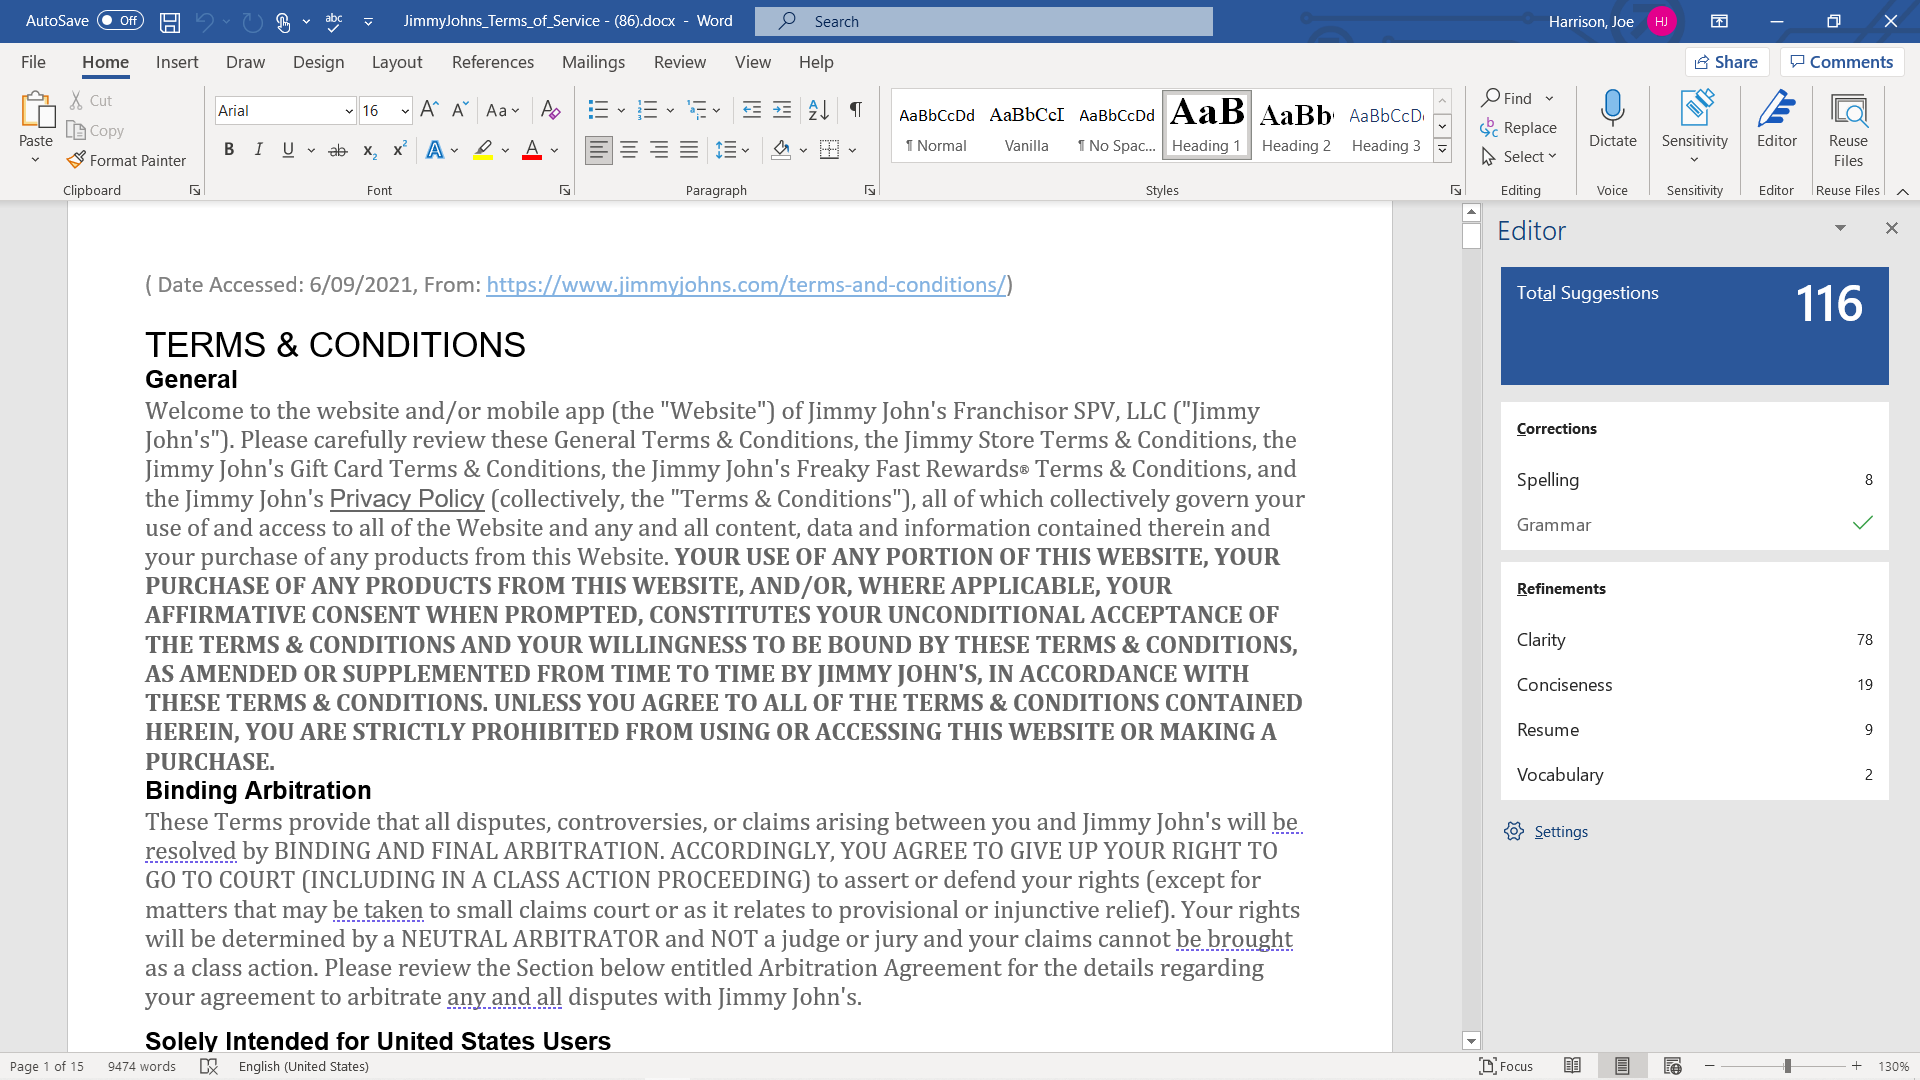 AutoSave Off abc JimmyJohns_Terms_of_Service - (86).docx - Word Search Harrison, Joe HJ
File Home Insert Draw Design Layout References Mailings Review View Help Share Comments
Paste
Cut
Copy
Format Painter
Clipboard
Arial 16 A A Aa A
B I U ab x₂ x² A A
Font
Paragraph
AaBbCcDd AaBbCcI AaBbCcDd AaB AaBb AaBbCcD
¶ Normal Vanilla ¶ No Spac... Heading 1 Heading 2 Heading 3
Styles
Find
Replace
Select
Editing
Dictate
Voice
Sensitivity
Sensitivity
Editor
Editor
Reuse
Files
Reuse Files
( Date Accessed: 6/09/2021, From: https://www.jimmyjohns.com/terms-and-conditions/)
TERMS & CONDITIONS
General
Welcome to the website and/or mobile app (the "Website") of Jimmy John's Franchisor SPV, LLC ("Jimmy
John's"). Please carefully review these General Terms & Conditions, the Jimmy Store Terms & Conditions, the
Jimmy John's Gift Card Terms & Conditions, the Jimmy John's Freaky Fast Rewards® Terms & Conditions, and
the Jimmy John's Privacy Policy (collectively, the "Terms & Conditions"), all of which collectively govern your
use of and access to all of the Website and any and all content, data and information contained therein and
your purchase of any products from this Website. YOUR USE OF ANY PORTION OF THIS WEBSITE, YOUR
PURCHASE OF ANY PRODUCTS FROM THIS WEBSITE, AND/OR, WHERE APPLICABLE, YOUR
AFFIRMATIVE CONSENT WHEN PROMPTED, CONSTITUTES YOUR UNCONDITIONAL ACCEPTANCE OF
THE TERMS & CONDITIONS AND YOUR WILLINGNESS TO BE BOUND BY THESE TERMS & CONDITIONS,
AS AMENDED OR SUPPLEMENTED FROM TIME TO TIME BY JIMMY JOHN'S, IN ACCORDANCE WITH
THESE TERMS & CONDITIONS. UNLESS YOU AGREE TO ALL OF THE TERMS & CONDITIONS CONTAINED
HEREIN, YOU ARE STRICTLY PROHIBITED FROM USING OR ACCESSING THIS WEBSITE OR MAKING A
PURCHASE.
Binding Arbitration
These Terms provide that all disputes, controversies, or claims arising between you and Jimmy John's will be
resolved by BINDING AND FINAL ARBITRATION. ACCORDINGLY, YOU AGREE TO GIVE UP YOUR RIGHT TO
GO TO COURT (INCLUDING IN A CLASS ACTION PROCEEDING) to assert or defend your rights (except for
matters that may be taken to small claims court or as it relates to provisional or injunctive relief). Your rights
will be determined by a NEUTRAL ARBITRATOR and NOT a judge or jury and your claims cannot be brought
as a class action. Please review the Section below entitled Arbitration Agreement for the details regarding
your agreement to arbitrate any and all disputes with Jimmy John's.
Solely Intended for United States Users
Editor
Total Suggestions 116
Corrections
Spelling 8
Grammar
Refinements
Clarity 78
Conciseness 19
Resume 9
Vocabulary 2
Settings
Page 1 of 15 9474 words English (United States) Focus 130%